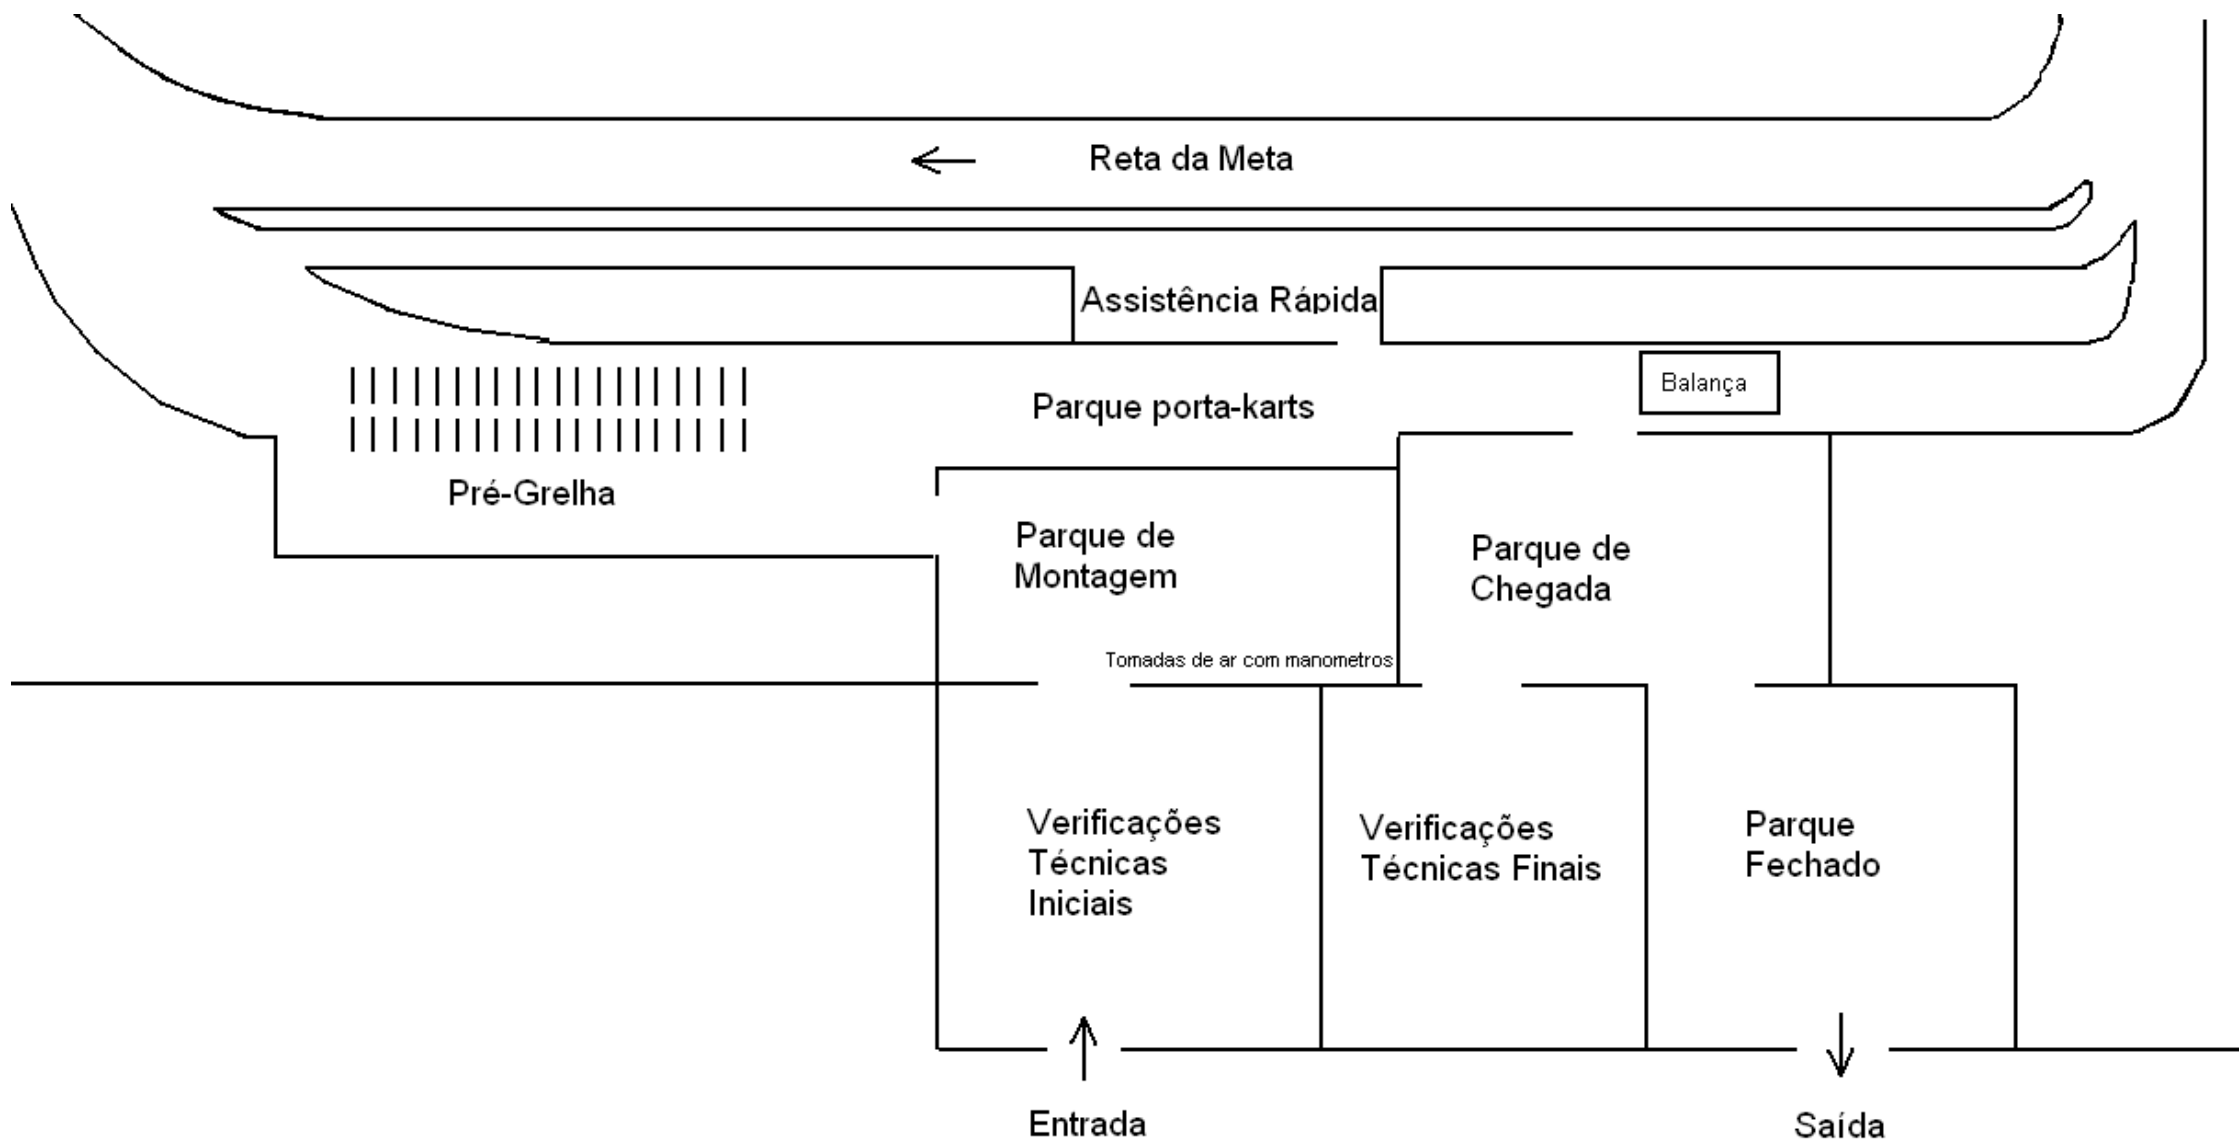 Reta da Meta
Assistência Rápida
Balança
Parque porta-karts
Pré-Grelha
Parque de
Montagem
Parque de
Chegada
Tomadas de ar com manometros
Verificações
Técnicas
Iniciais
Verificações
Técnicas Finais
Parque
Fechado
Entrada
Saída